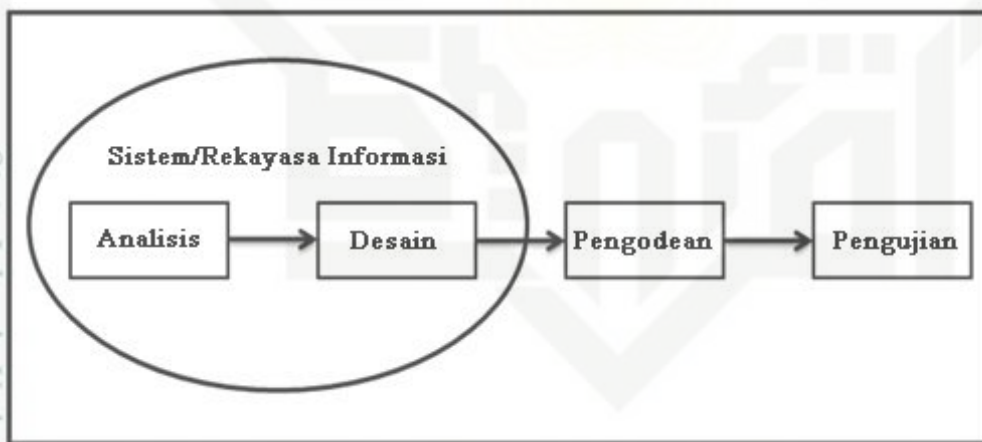 Sistem/Rekayasa Informasi
Analisis
Desain
Pengodean
Pengujian